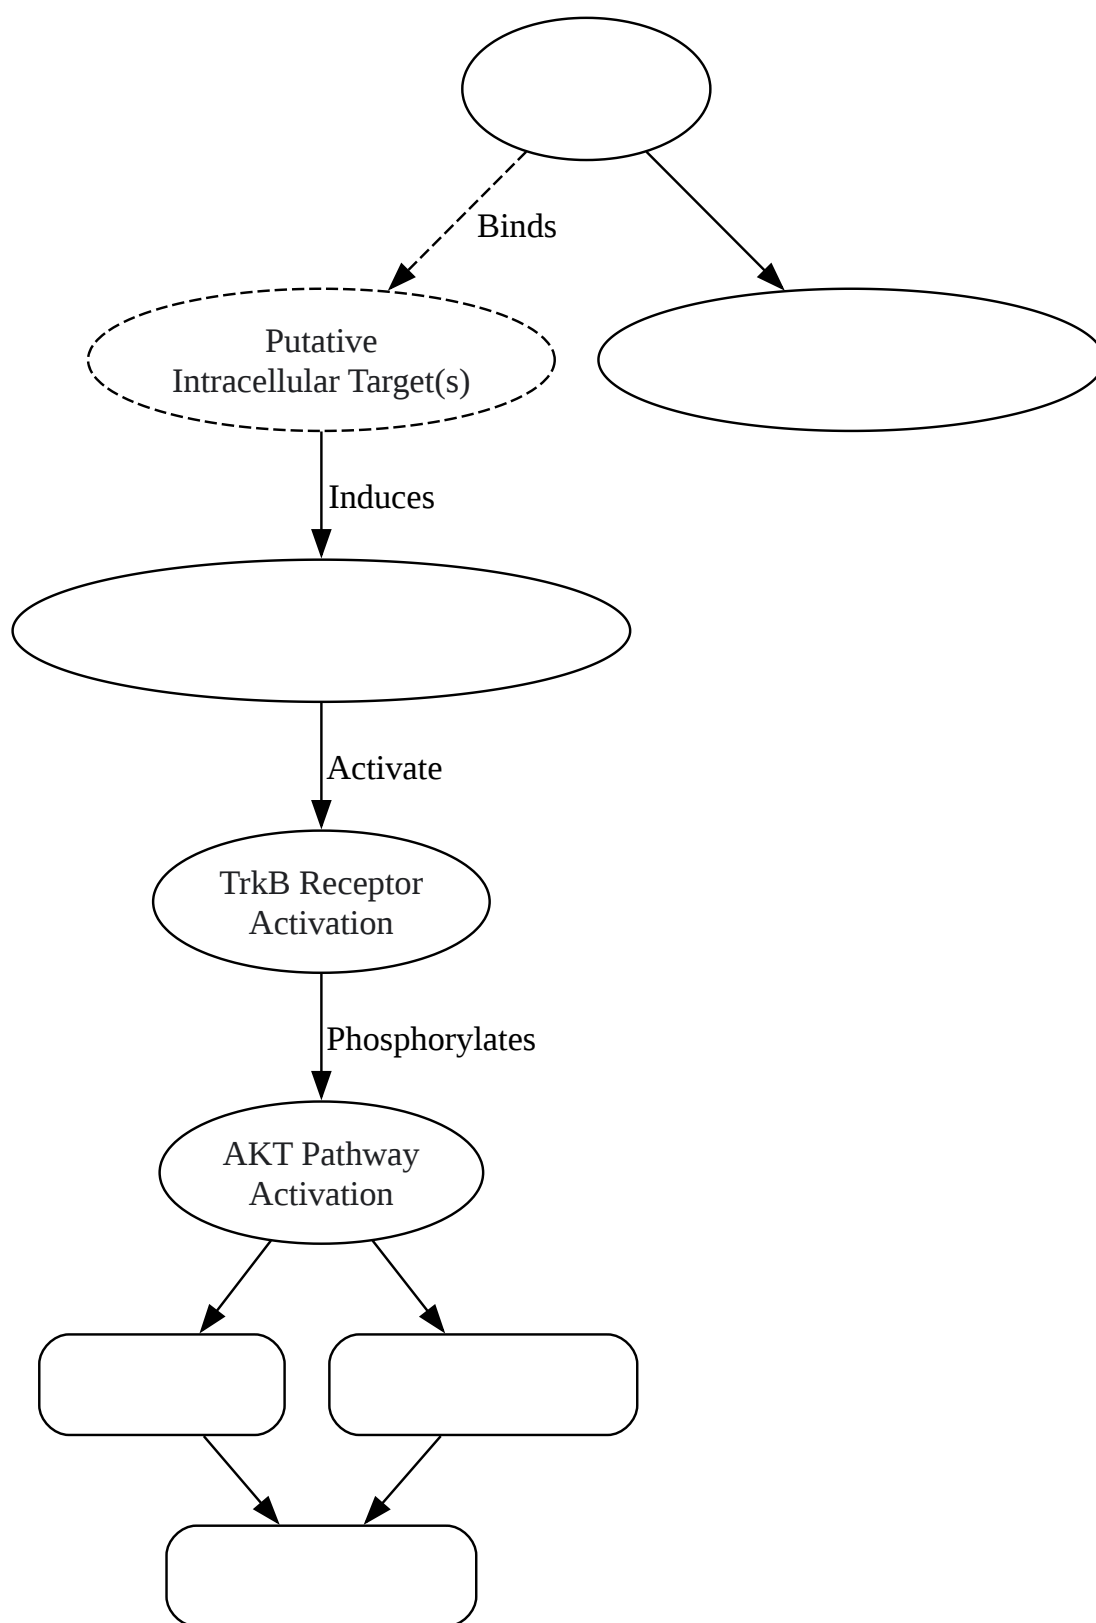 Binds
Putative
Intracellular Target(s)
Induces
Activate
TrkB Receptor
Activation
Phosphorylates
AKT Pathway
Activation